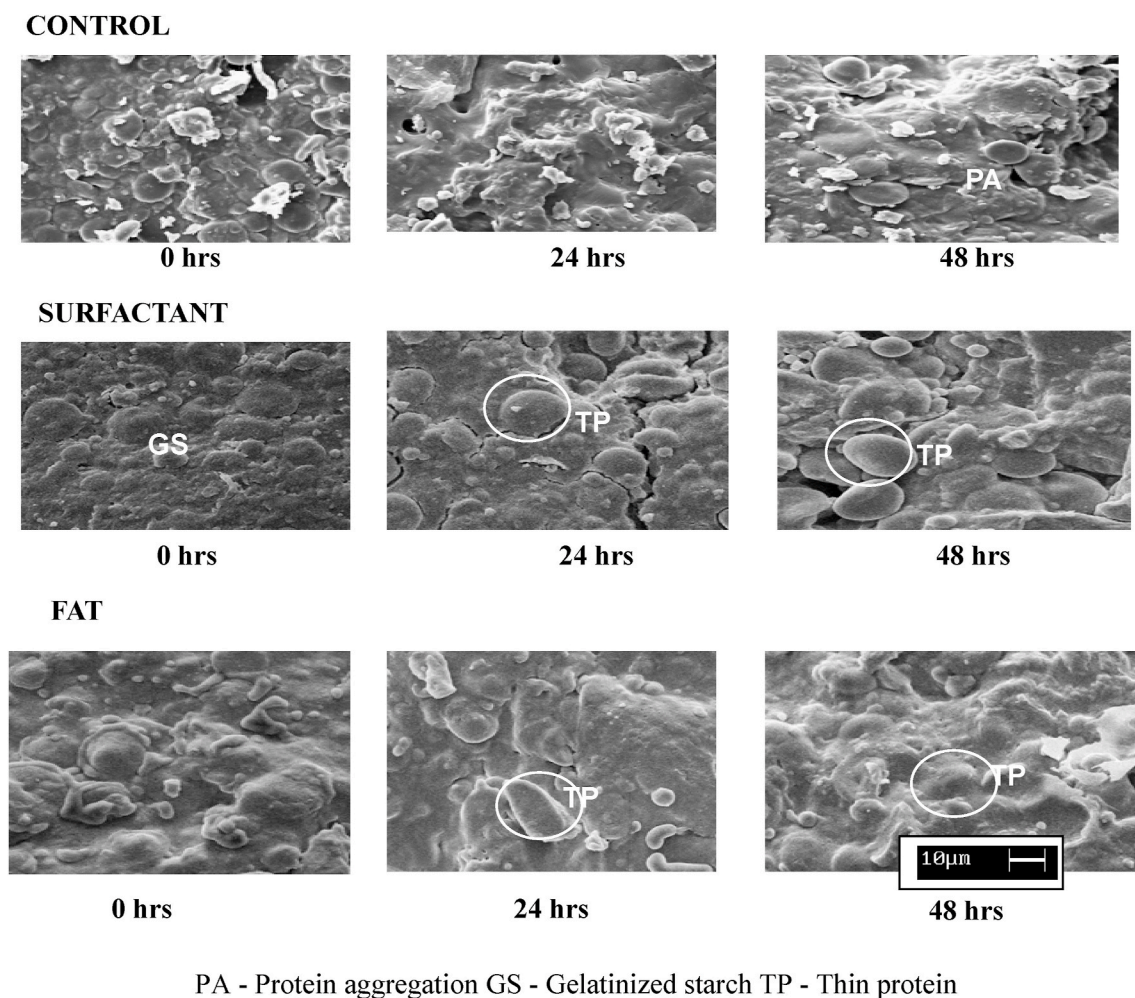 CONTROL
PA
0 hrs 24 hrs 48 hrs
SURFACTANT
GS TP TP
0 hrs 24 hrs 48 hrs
FAT
TP TP
10µm
0 hrs 24 hrs 48 hrs
PA - Protein aggregation GS - Gelatinized starch TP - Thin protein